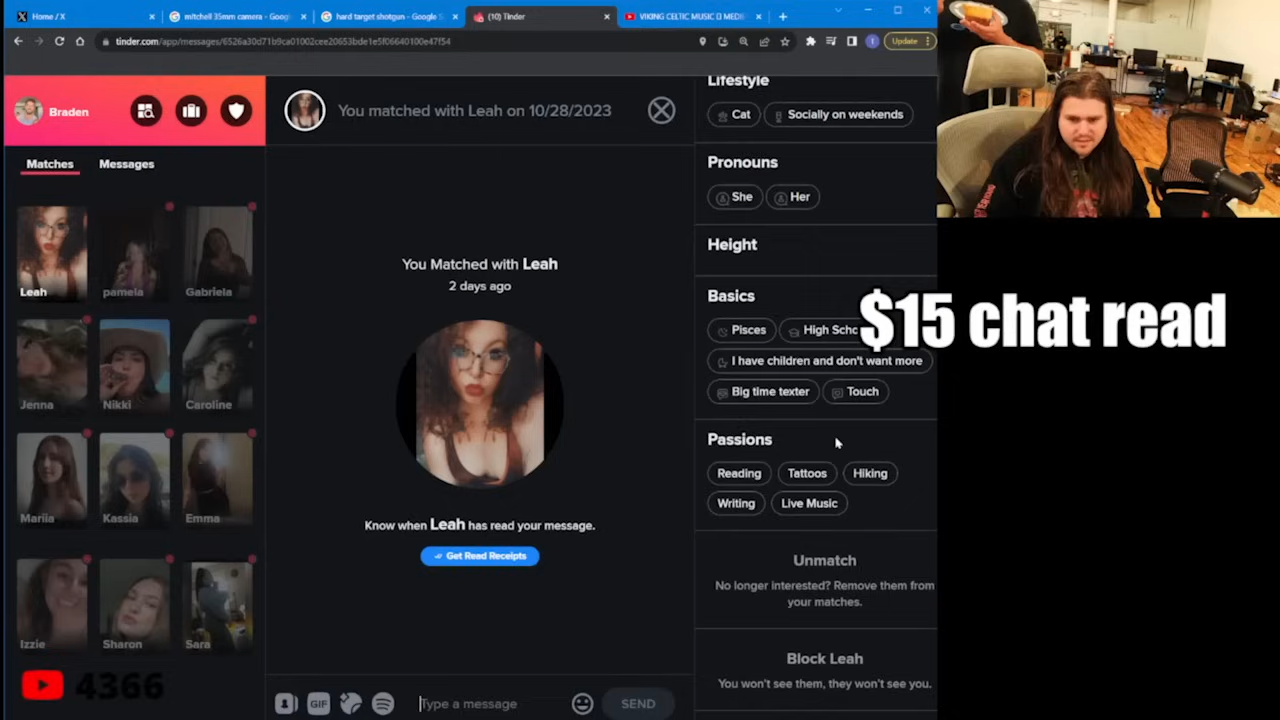 Home / X
mitchell 35mm camera - Goog
hard target shotgun - Google S
(10) Tinder
VIKING CELTIC MUSIC
tinder.com/app/messages/6526a30d71b9ca01002cee20653bde1e5f06640100e47f54
Update
Braden
Matches
Messages
Leah
pamela
Gabriela
Jenna
Nikki
Caroline
Mariia
Kassia
Emma
Izzie
Sharon
Sara
4366
You matched with Leah on 10/28/2023
You Matched with Leah
2 days ago
Know when Leah has read your message.
Get Read Receipts
GIF
Type a message
SEND
Lifestyle
Cat
Socially on weekends
Pronouns
She
Her
Height
Basics
Pisces
High Scho
I have children and don't want more
Big time texter
Touch
Passions
Reading
Tattoos
Hiking
Writing
Live Music
Unmatch
No longer interested? Remove them from
your matches.
Block Leah
You won't see them, they won't see you.
$15 chat read